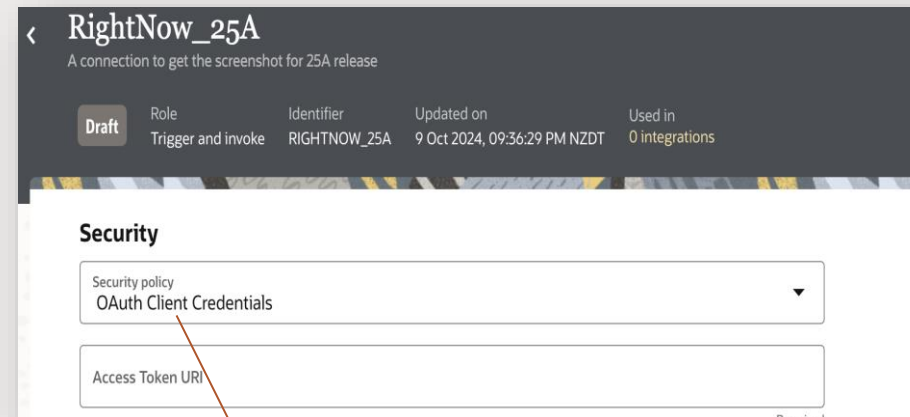 RightNow_25A
A connection to get the screenshot for 25A release
Draft
Role
Trigger and invoke
Identifier
RIGHTNOW_25A
Updated on
9 Oct 2024, 09:36:29 PM NZDT
Used in
0 integrations
Security
Security policy
OAuth Client Credentials
Access Token URI